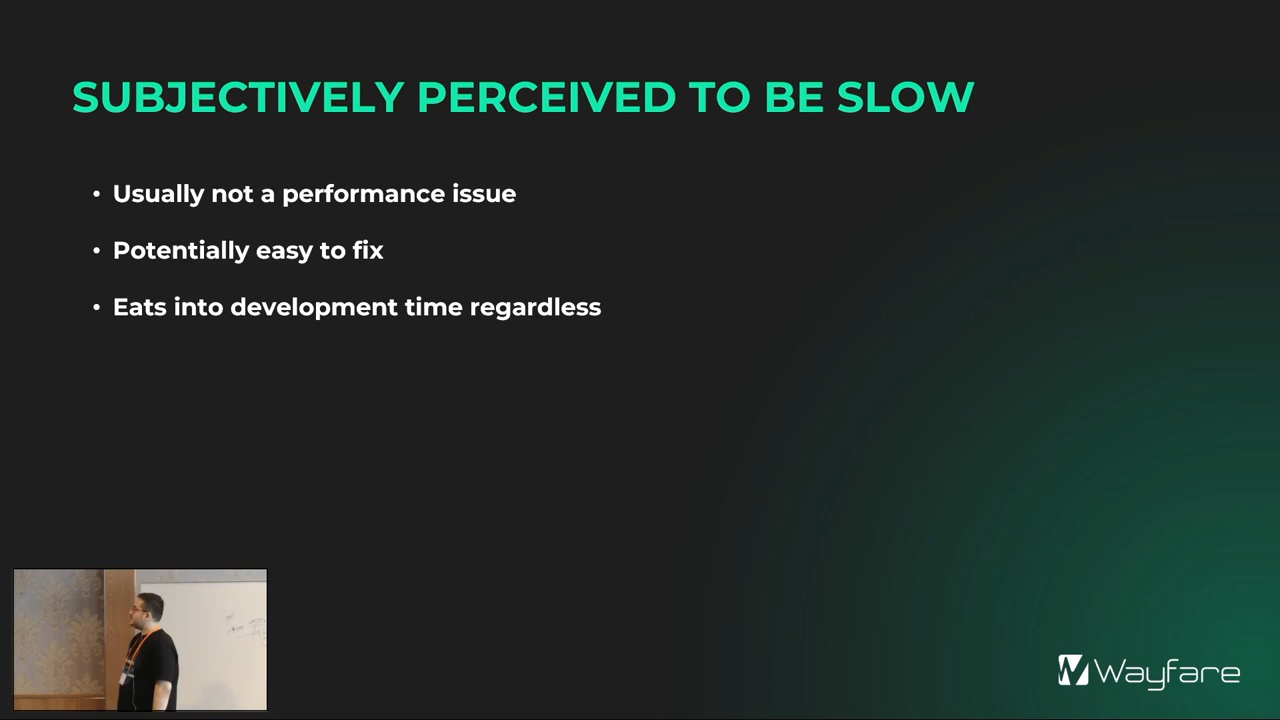 SUBJECTIVELY PERCEIVED TO BE SLOW
• Usually not a performance issue
• Potentially easy to fix
• Eats into development time regardless
Wayfare